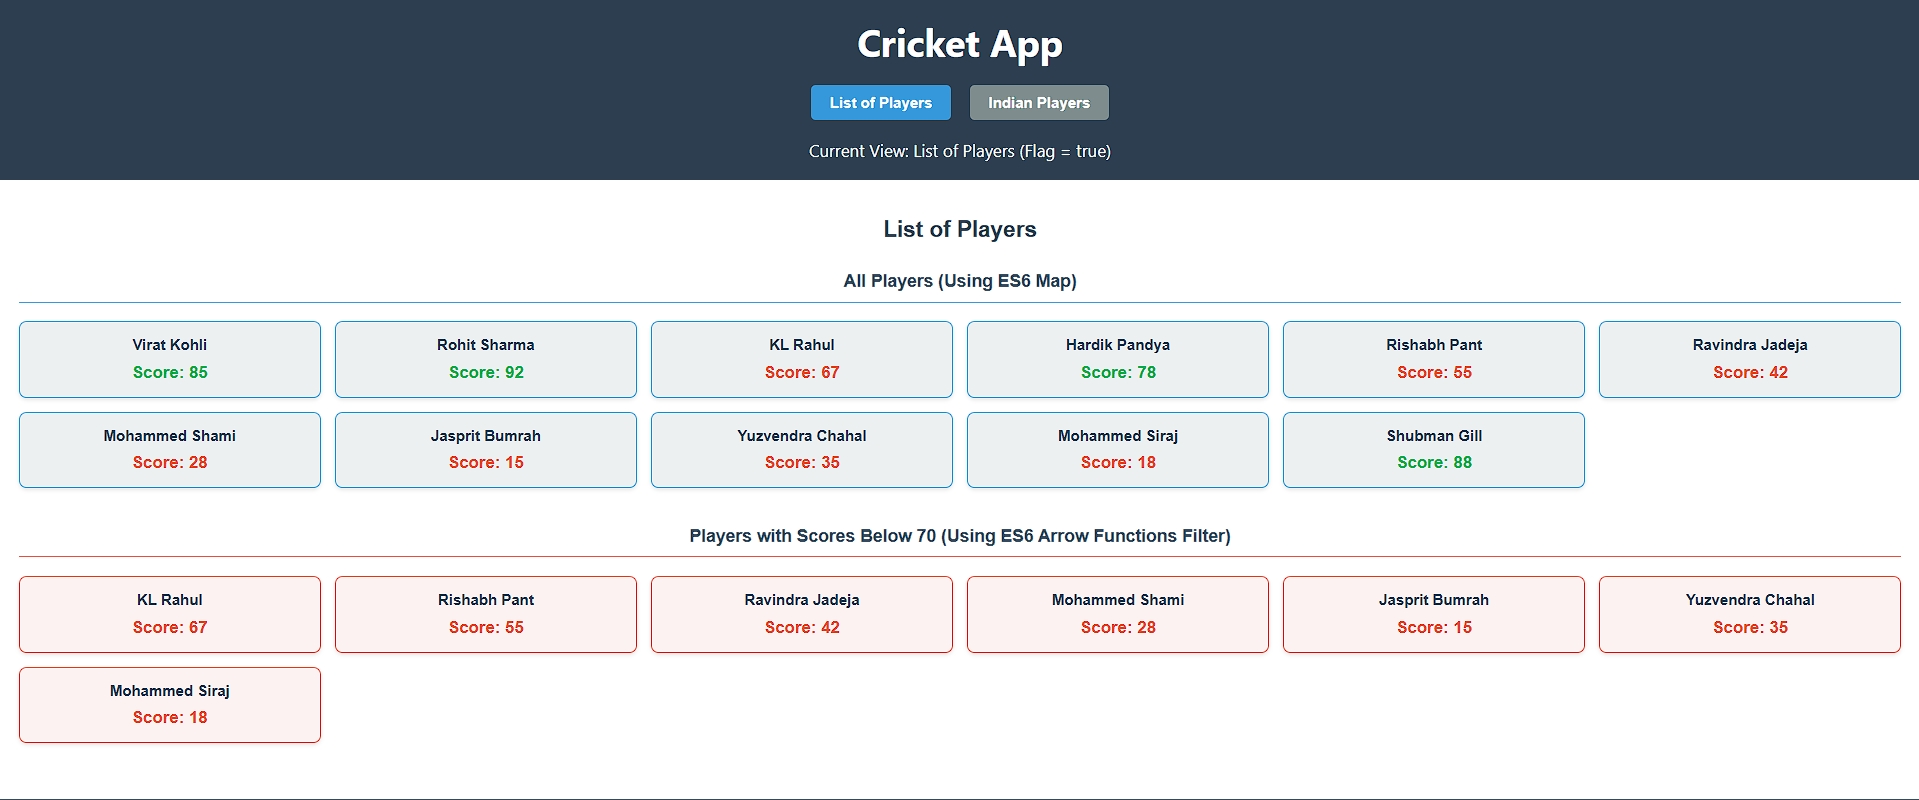 Cricket App
List of Players Indian Players
Current View: List of Players (Flag = true)
List of Players
All Players (Using ES6 Map)
Virat Kohli Rohit Sharma KL Rahul Hardik Pandya Rishabh Pant Ravindra Jadeja
Score: 85 Score: 92 Score: 67 Score: 78 Score: 55 Score: 42
Mohammed Shami Jasprit Bumrah Yuzvendra Chahal Mohammed Siraj Shubman Gill
Score: 28 Score: 15 Score: 35 Score: 18 Score: 88
Players with Scores Below 70 (Using ES6 Arrow Functions Filter)
KL Rahul Rishabh Pant Ravindra Jadeja Mohammed Shami Jasprit Bumrah Yuzvendra Chahal
Score: 67 Score: 55 Score: 42 Score: 28 Score: 15 Score: 35
Mohammed Siraj
Score: 18